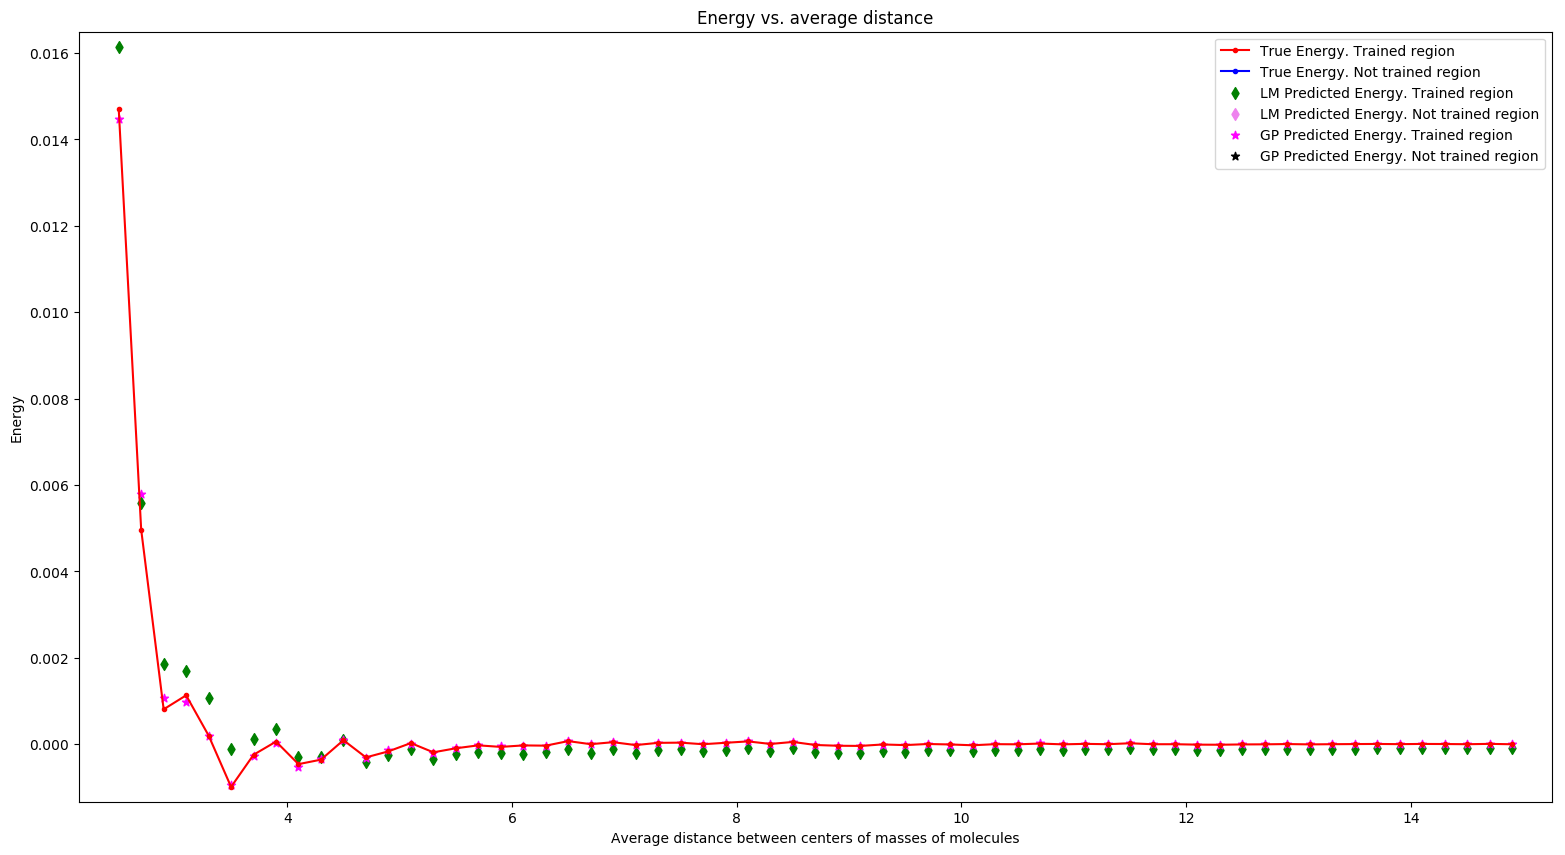 Energy vs. average distance
True Energy. Trained region
True Energy. Not trained region
LM Predicted Energy. Trained region
LM Predicted Energy. Not trained region
GP Predicted Energy. Trained region
GP Predicted Energy. Not trained region
Energy
0.016
0.014
0.012
0.010
0.008
0.006
0.004
0.002
0.000
4 6 8 10 12 14
Average distance between centers of masses of molecules